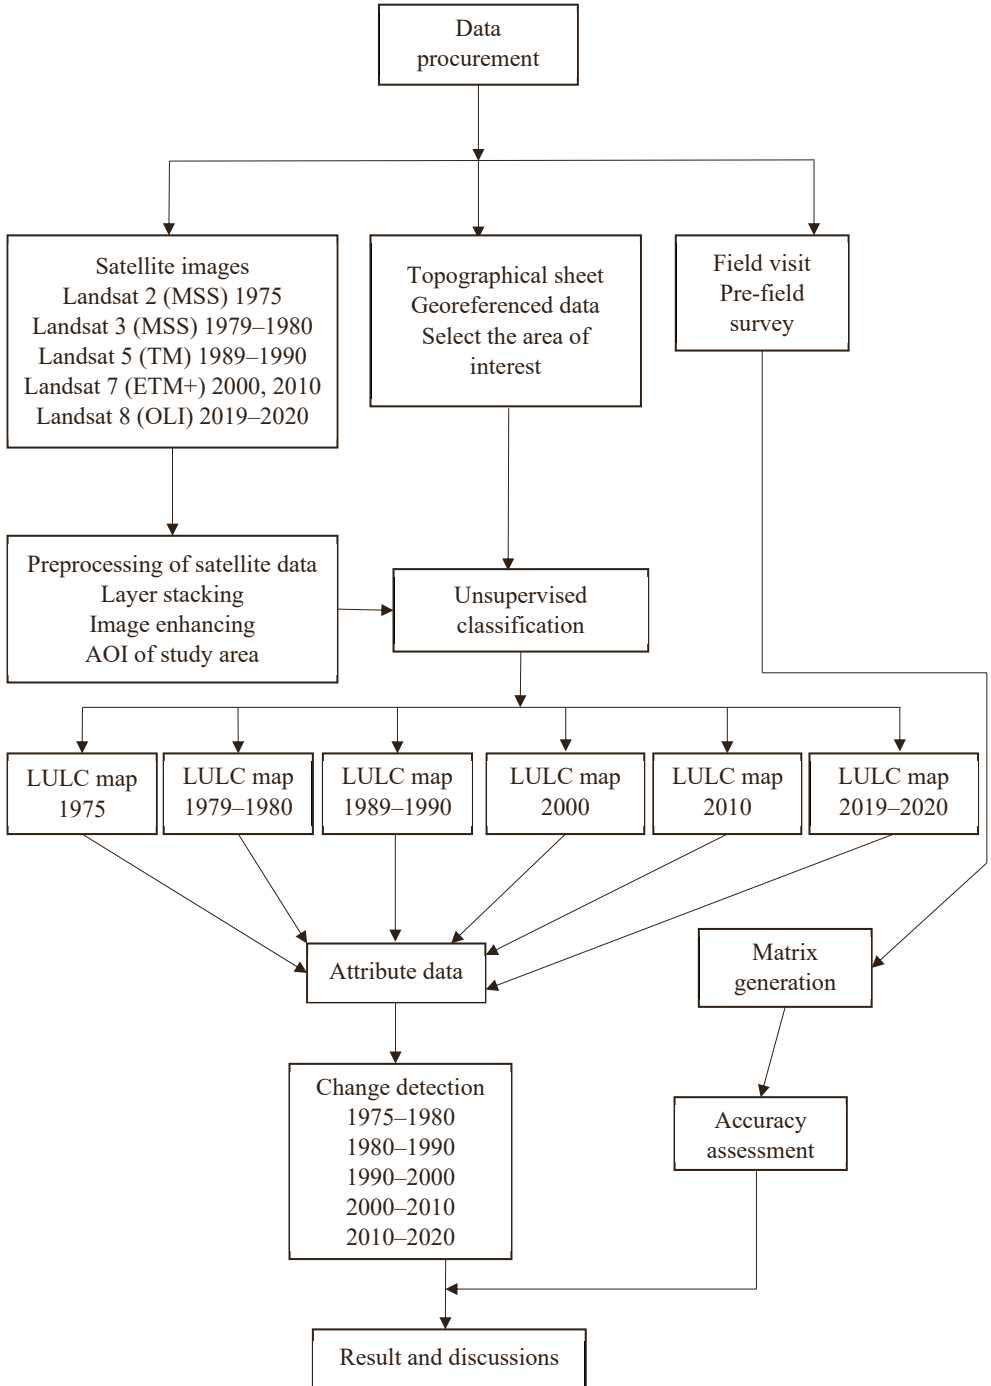 Data
procurement
Satellite images
Landsat 2 (MSS) 1975
Landsat 3 (MSS) 1979–1980
Landsat 5 (TM) 1989–1990
Landsat 7 (ETM+) 2000, 2010
Landsat 8 (OLI) 2019–2020
Topographical sheet
Georeferenced data
Select the area of
interest
Field visit
Pre-field
survey
Preprocessing of satellite data
Layer stacking
Image enhancing
AOI of study area
Unsupervised
classification
LULC map
1975
LULC map
1979–1980
LULC map
1989–1990
LULC map
2000
LULC map
2010
LULC map
2019–2020
Attribute data
Matrix
generation
Change detection
1975–1980
1980–1990
1990–2000
2000–2010
2010–2020
Accuracy
assessment
Result and discussions